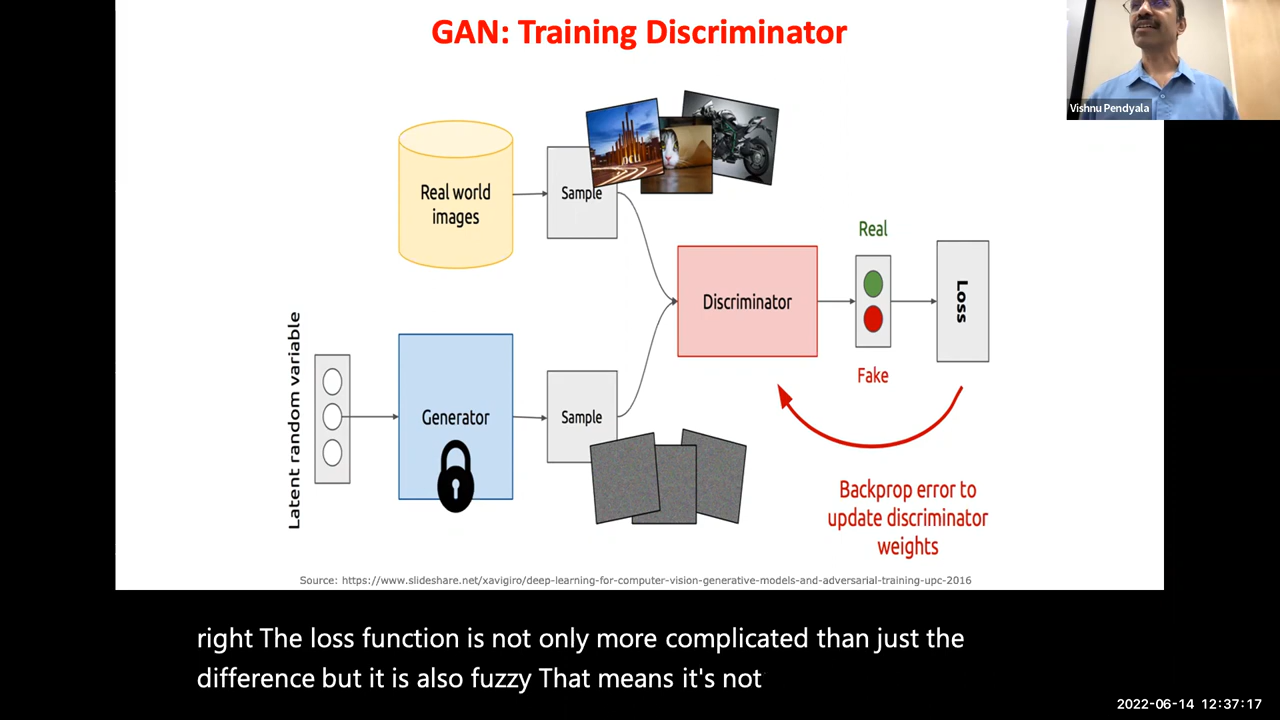 GAN: Training Discriminator
Vishnu Pendyala
Real world
images
Sample
Real
Discriminator
Loss
Fake
Latent random variable
Generator
Sample
Backprop error to
update discriminator
weights
Source: https://www.slideshare.net/xavigiro/deep-learning-for-computer-vision-generative-models-and-adversarial-training-upc-2016
right The loss function is not only more complicated than just the
difference but it is also fuzzy That means it's not
2022-06-14 12:37:17